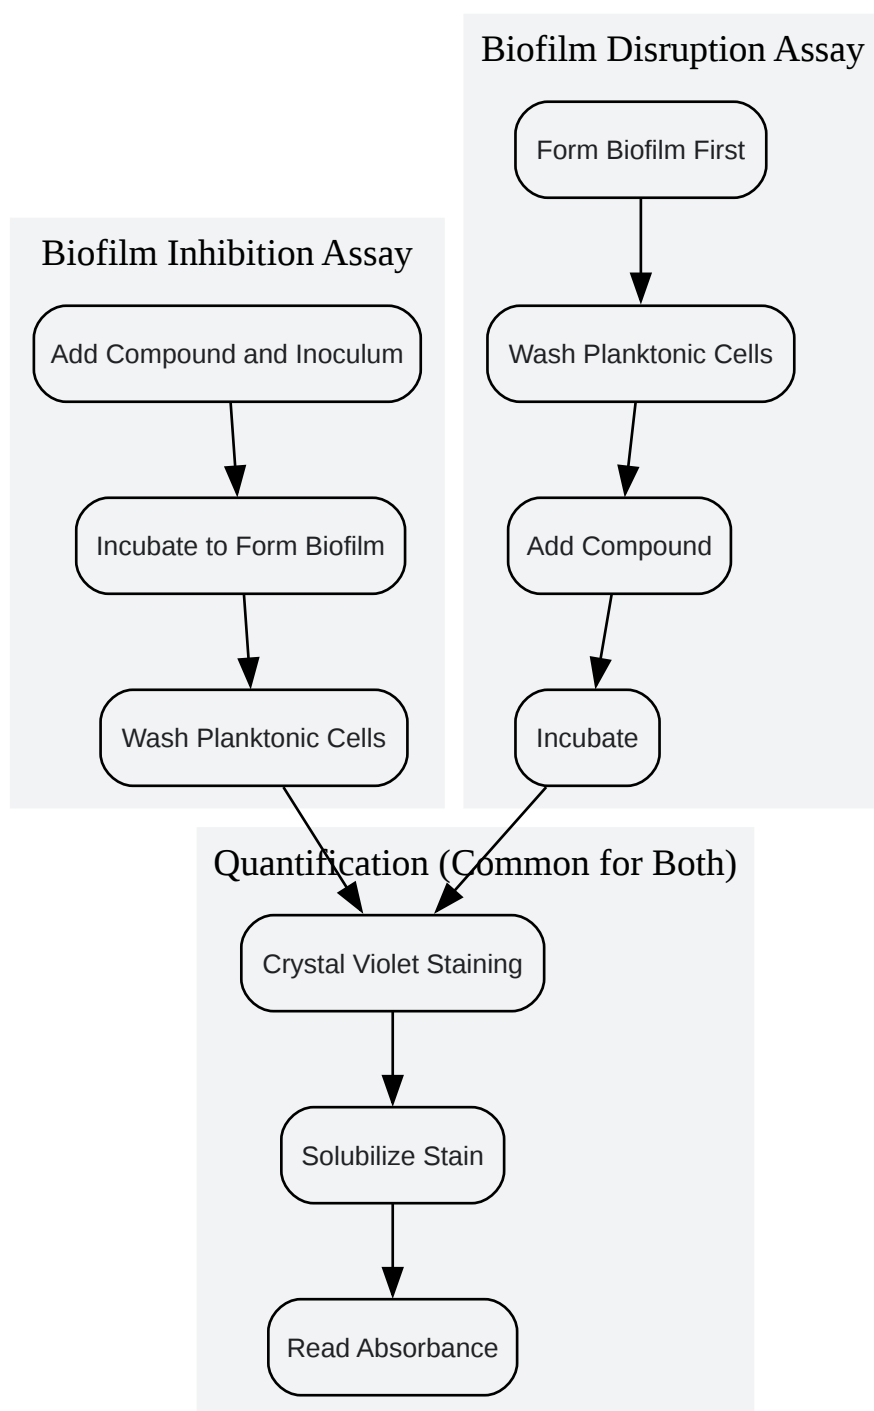 Biofilm Disruption Assay
Form Biofilm First
Wash Planktonic Cells
Add Compound
Incubate
Biofilm Inhibition Assay
Add Compound and Inoculum
Incubate to Form Biofilm
Wash Planktonic Cells
Quantification (Common for Both)
Crystal Violet Staining
Solubilize Stain
Read Absorbance